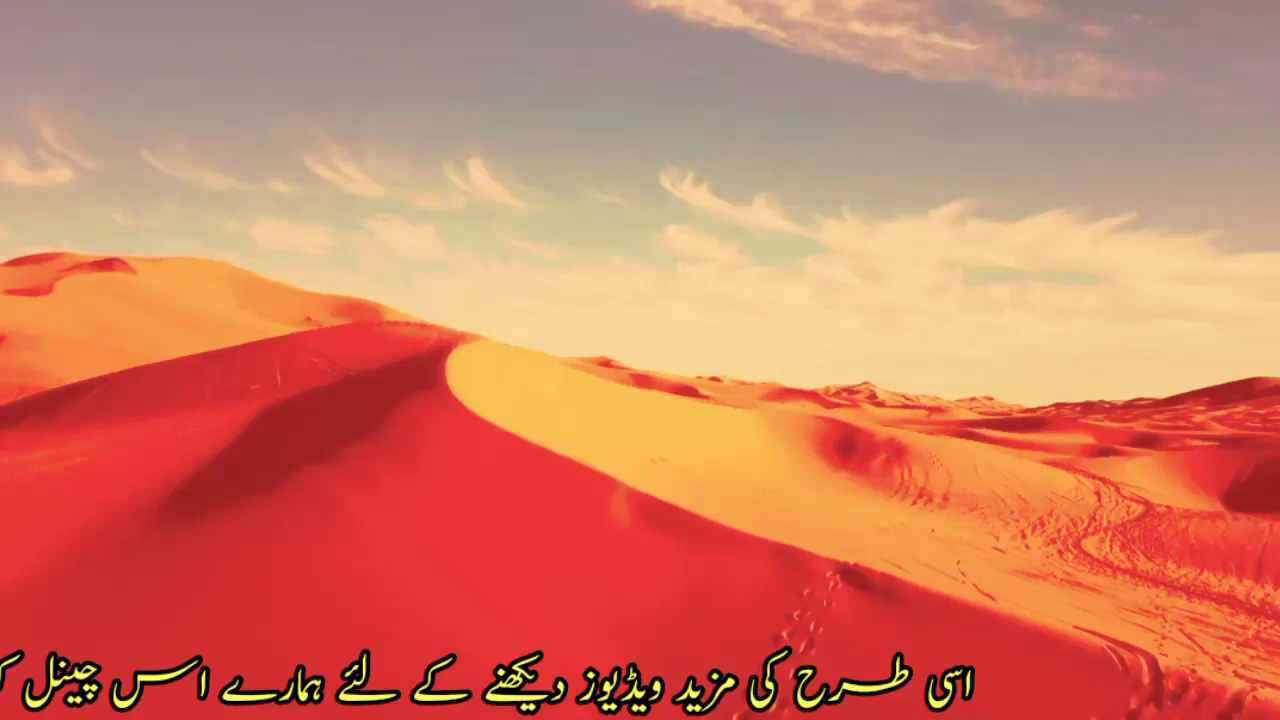 اسی طرح کی مزید ویڈیوز دیکھنے کے لئے ہمارے اس چینل